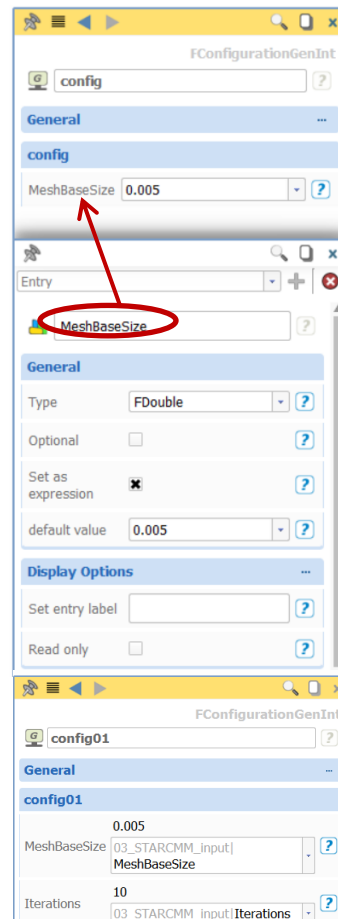 FConfigurationGenInt
G config ?
General ...
config
MeshBaseSize 0.005 ?
Entry
MeshBaseSize ?
General
Type FDouble ?
Optional ?
Set as
expression ?
default value 0.005 ?
Display Options ...
Set entry label ?
Read only ?
FConfigurationGenInt
G config01 ?
General ...
config01
0.005
MeshBaseSize 03_STARCMM_input| ?
MeshBaseSize
10
Iterations 03_STARCMM_input|Iterations ?